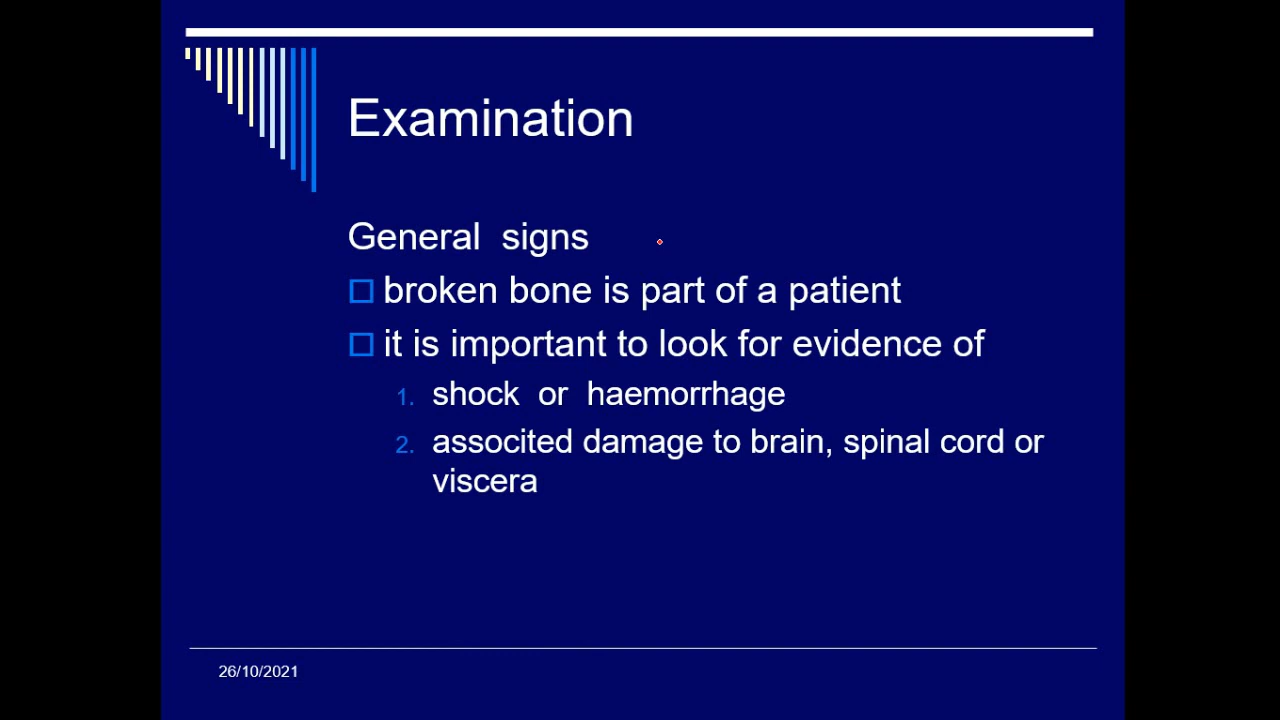 Examination
General signs
broken bone is part of a patient
it is important to look for evidence of
1. shock or haemorrhage
2. associted damage to brain, spinal cord or
viscera
26/10/2021